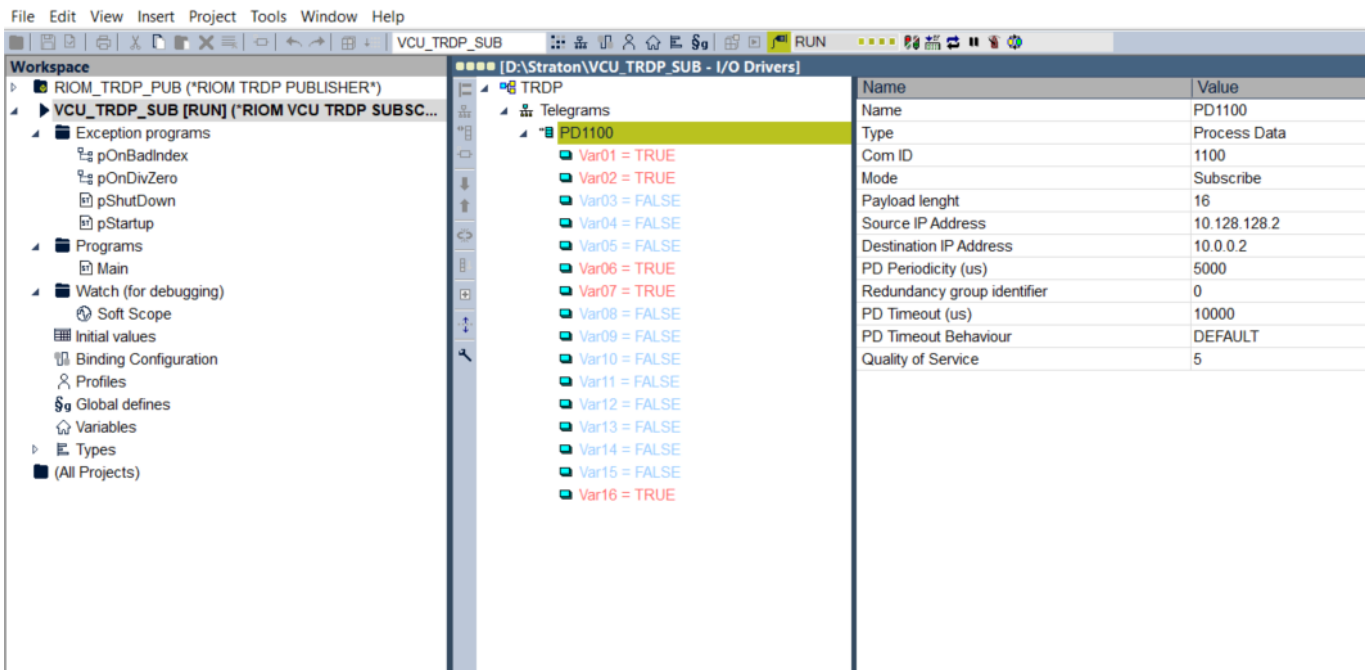 File Edit View Insert Project Tools Window Help
VCU_TRDP_SUB RUN
Workspace
RIOM_TRDP_PUB (*RIOM TRDP PUBLISHER*)
VCU_TRDP_SUB [RUN] (*RIOM VCU TRDP SUBSC...
Exception programs
pOnBadIndex
pOnDivZero
pShutDown
pStartup
Programs
Main
Watch (for debugging)
Soft Scope
Initial values
Binding Configuration
Profiles
Global defines
Variables
Types
(All Projects)
[D:\Straton\VCU_TRDP_SUB - I/O Drivers]
TRDP
Telegrams
PD1100
Var01 = TRUE
Var02 = TRUE
Var03 = FALSE
Var04 = FALSE
Var05 = FALSE
Var06 = TRUE
Var07 = TRUE
Var08 = FALSE
Var09 = FALSE
Var10 = FALSE
Var11 = FALSE
Var12 = FALSE
Var13 = FALSE
Var14 = FALSE
Var15 = FALSE
Var16 = TRUE
Name Value
Name PD1100
Type Process Data
Com ID 1100
Mode Subscribe
Payload lenght 16
Source IP Address 10.128.128.2
Destination IP Address 10.0.0.2
PD Periodicity (us) 5000
Redundancy group identifier 0
PD Timeout (us) 10000
PD Timeout Behaviour DEFAULT
Quality of Service 5